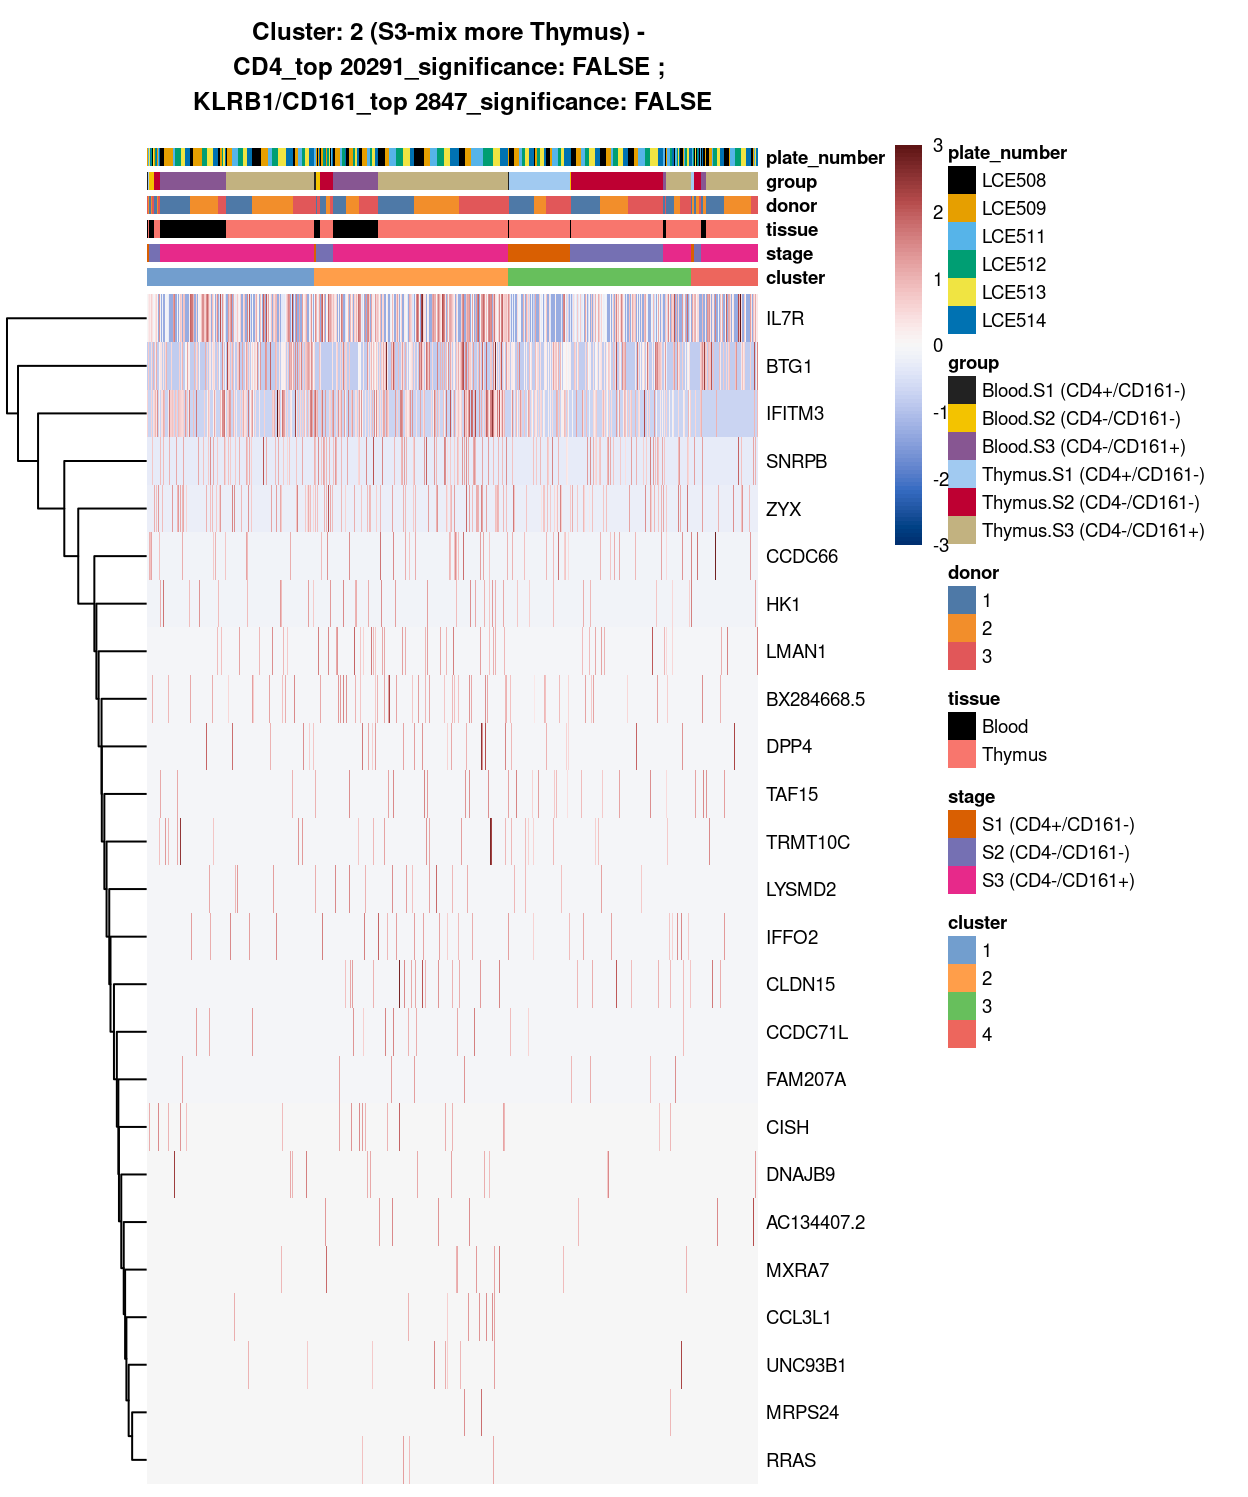 Cluster: 2 (S3-mix more Thymus) -
CD4_top 20291_significance: FALSE ;
KLRB1/CD161_top 2847_significance: FALSE
plate_number
group
donor
tissue
stage
cluster
IL7R
BTG1
IFITM3
SNRPB
ZYX
CCDC66
HK1
LMAN1
BX284668.5
DPP4
TAF15
TRMT10C
LYSMD2
IFFO2
CLDN15
CCDC71L
FAM207A
CISH
DNAJB9
AC134407.2
MXRA7
CCL3L1
UNC93B1
MRPS24
RRAS
3
2
1
0
-1
-2
-3
plate_number
LCE508
LCE509
LCE511
LCE512
LCE513
LCE514
group
Blood.S1 (CD4+/CD161-)
Blood.S2 (CD4-/CD161-)
Blood.S3 (CD4-/CD161+)
Thymus.S1 (CD4+/CD161-)
Thymus.S2 (CD4-/CD161-)
Thymus.S3 (CD4-/CD161+)
donor
1
2
3
tissue
Blood
Thymus
stage
S1 (CD4+/CD161-)
S2 (CD4-/CD161-)
S3 (CD4-/CD161+)
cluster
1
2
3
4